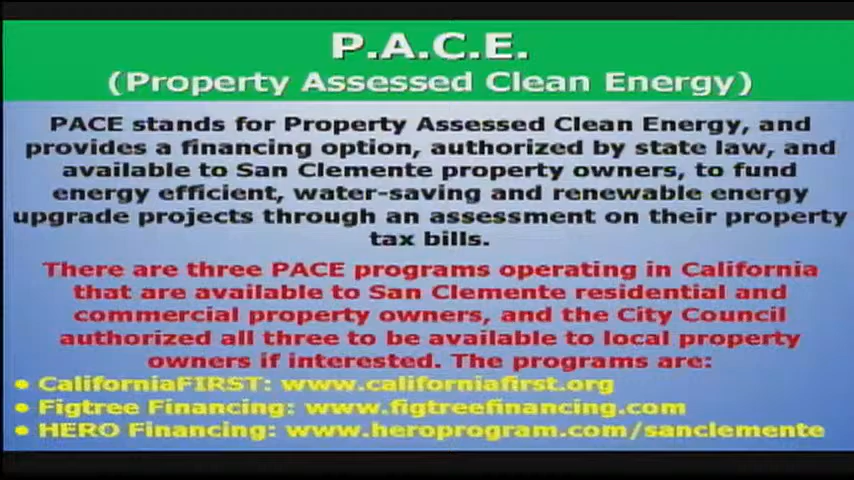 P.A.C.E.
(Property Assessed Clean Energy)
PACE stands for Property Assessed Clean Energy, and
provides a financing option, authorized by state law, and
available to San Clemente property owners, to fund
energy efficient, water-saving and renewable energy
upgrade projects through an assessment on their property
tax bills.
There are three PACE programs operating in California
that are available to San Clemente residential and
commercial property owners, and the City Council
authorized all three to be available to local property
owners if interested. The programs are:
• CaliforniaFIRST: www.californiafirst.org
• Figtree Financing: www.figtreefinancing.com
• HERO Financing: www.heroprogram.com/sanclemente